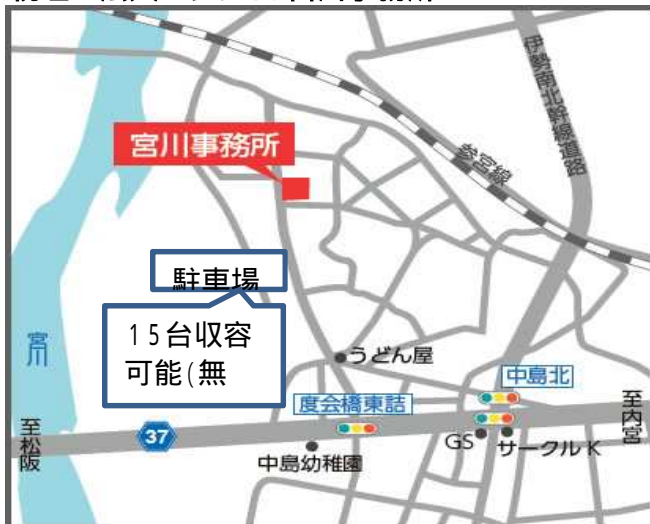 伊勢南北幹線道路
宮川事務所
参宮線
駐車場
15台収容
可能(無
宮川
うどん屋
中島北
度会橋東詰
至内宮
至松阪
37
GS
サークルK
中島幼稚園